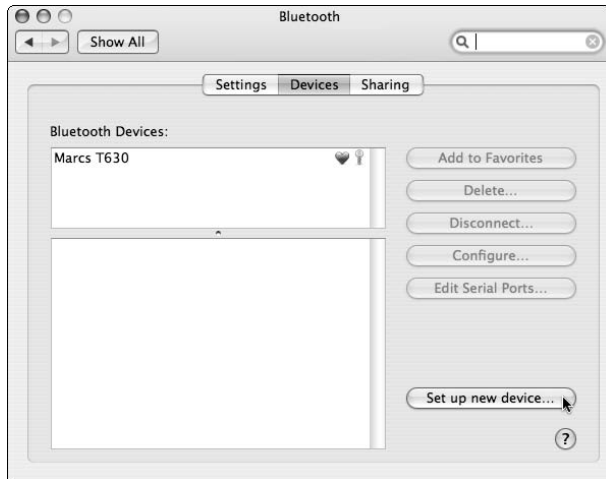 Bluetooth
Show All
Settings Devices Sharing
Bluetooth Devices:
Marcs T630
Add to Favorites
Delete...
Disconnect...
Configure...
Edit Serial Ports...
Set up new device...
?